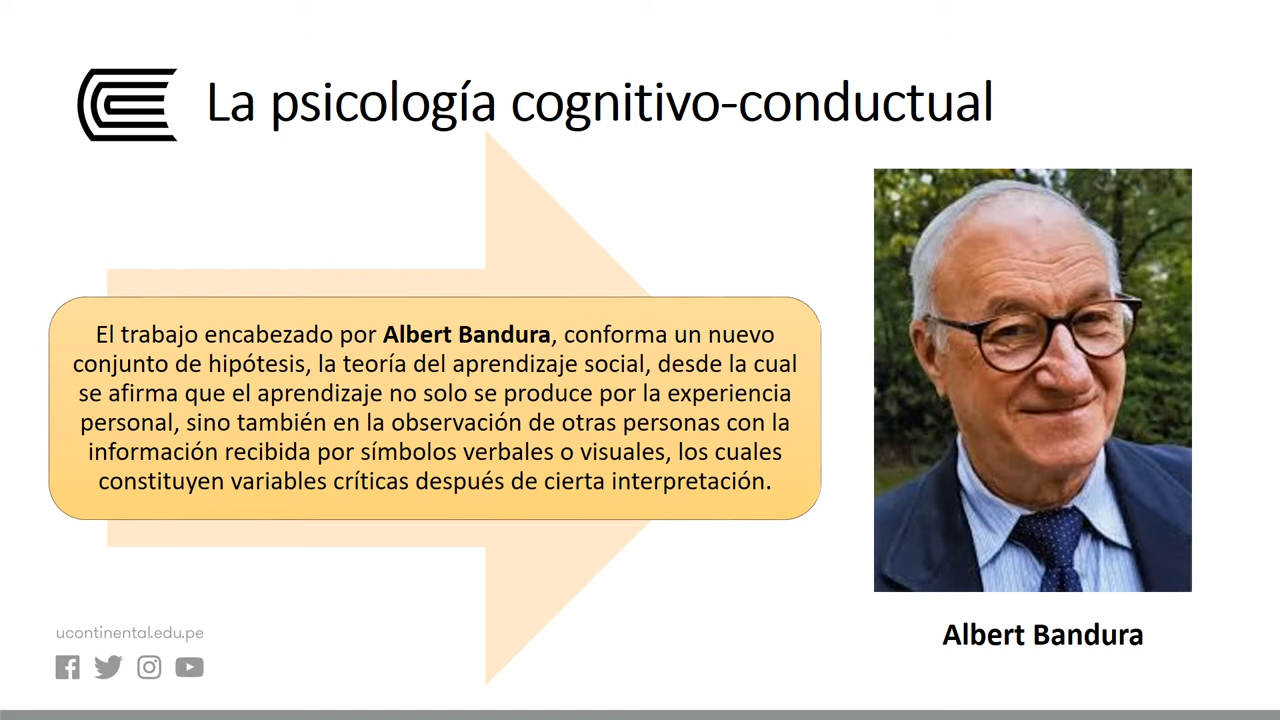 La psicología cognitivo-conductual
El trabajo encabezado por Albert Bandura, conforma un nuevo
conjunto de hipótesis, la teoría del aprendizaje social, desde la cual
se afirma que el aprendizaje no solo se produce por la experiencia
personal, sino también en la observación de otras personas con la
información recibida por símbolos verbales o visuales, los cuales
constituyen variables críticas después de cierta interpretación.
Albert Bandura
ucontinental.edu.pe